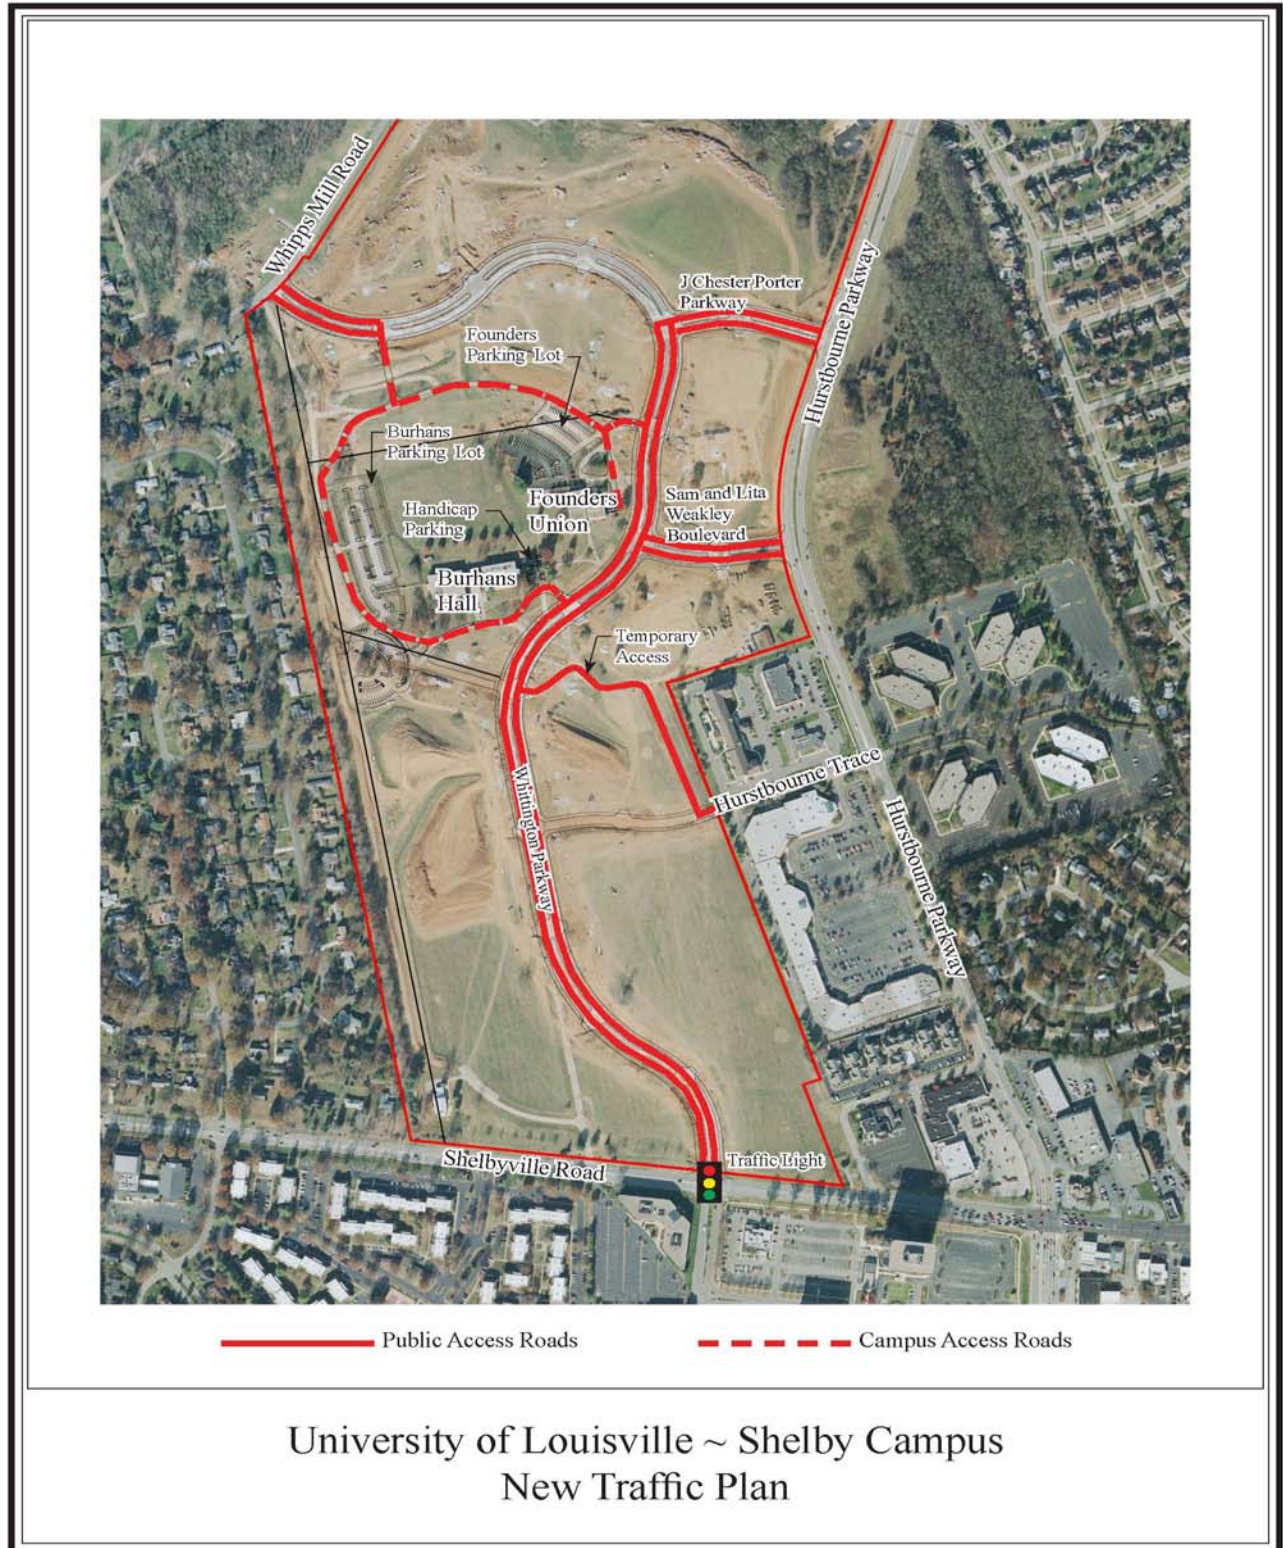 Whipps Mill Road
J Chester Porter
Parkway
Hurstbourne Parkway
Founders
Parking Lot
Burhans
Parking Lot
Handicap
Parking
Founders
Union
Sam and Lita
Weakley
Boulevard
Burhans
Hall
Temporary
Access
Whittington Parkway
Hurstbourne Trace
Hurstbourne Parkway
Shelbyville Road
Traffic Light
Public Access Roads
Campus Access Roads
University of Louisville ~ Shelby Campus
New Traffic Plan